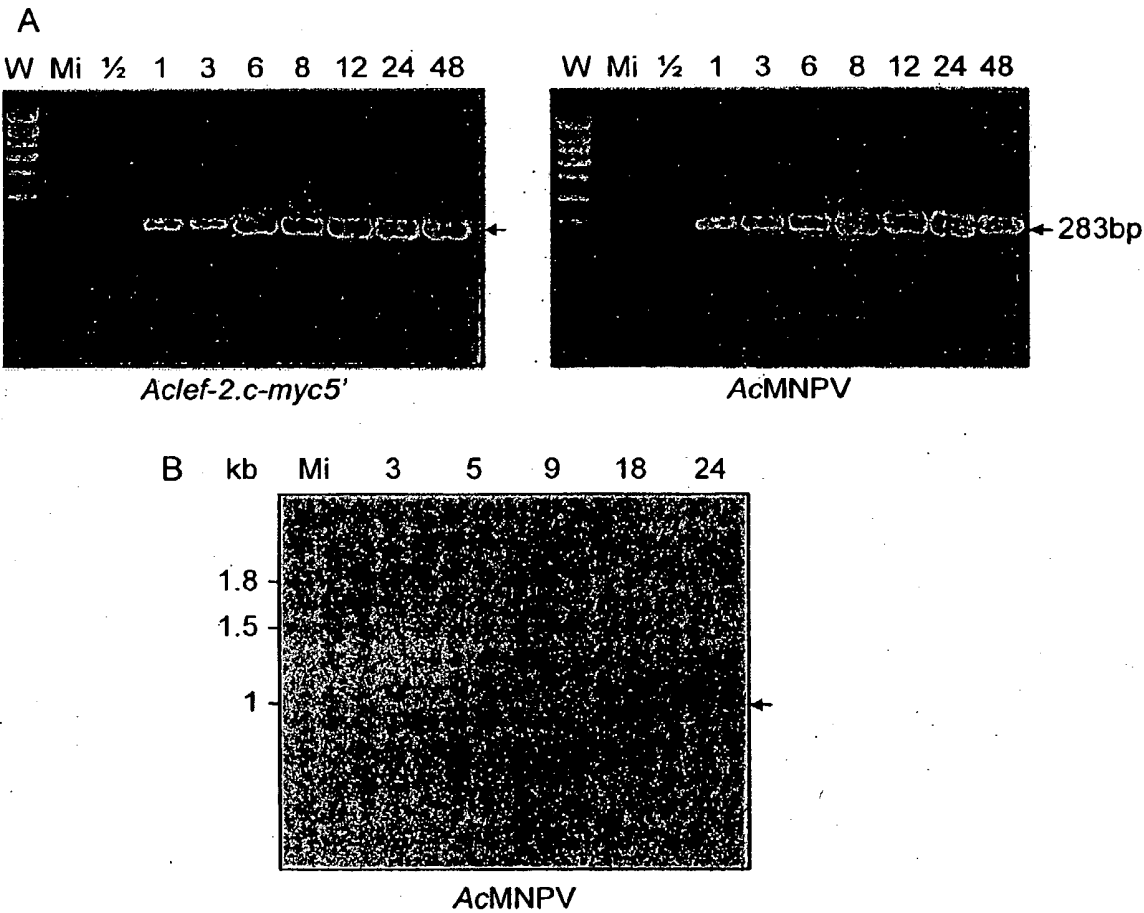 A
W Mi ½ 1 3 6 8 12 24 48
W Mi ½ 1 3 6 8 12 24 48
283bp
Aclef-2.c-myc5'
AcMNPV
B kb Mi 3 5 9 18 24
1.8
1.5
1
AcMNPV